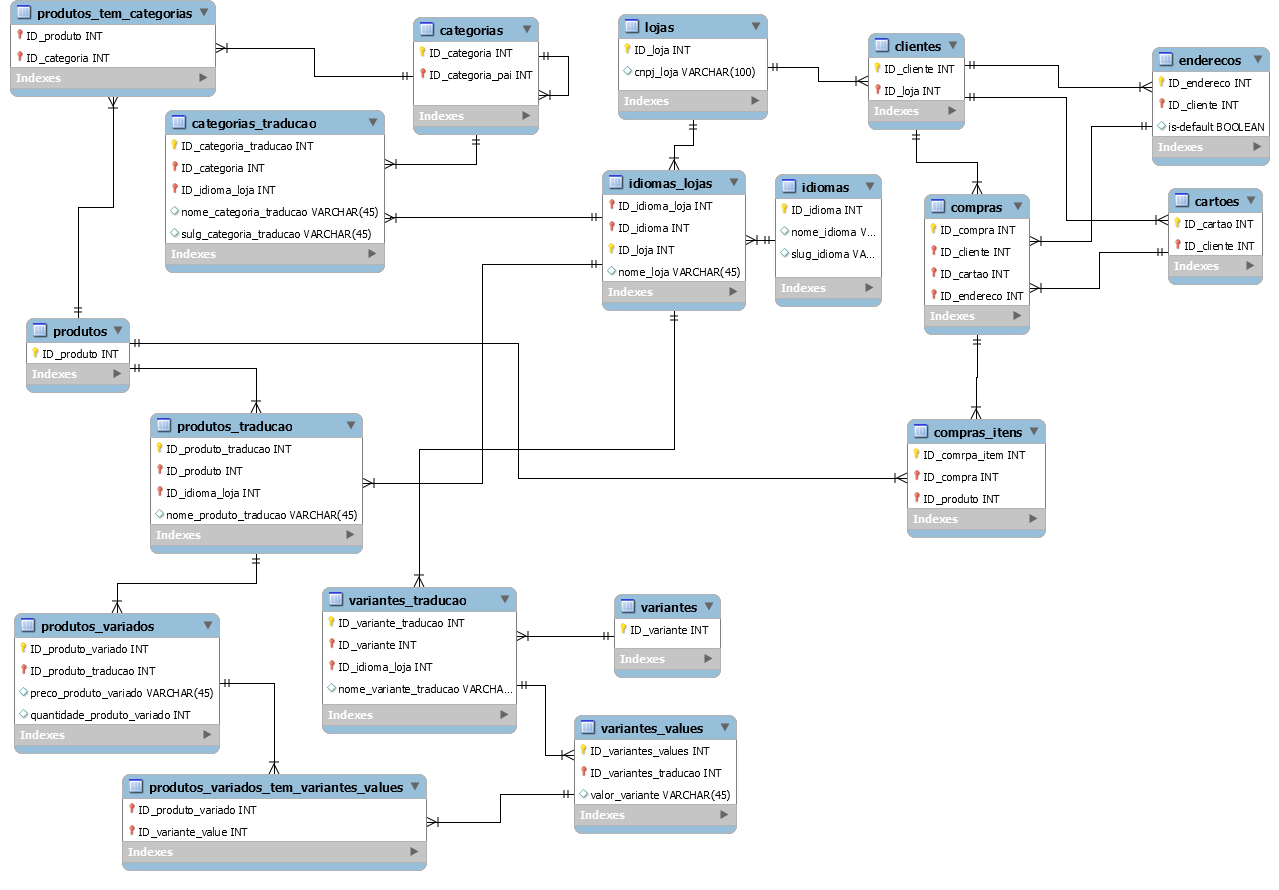 produtos_tem_categorias
ID_produto INT
ID_categoria INT
Indexes
categorias
ID_categoria INT
ID_categoria_pai INT
Indexes
lojas
ID_loja INT
cnpj_loja VARCHAR(100)
Indexes
clientes
ID_cliente INT
ID_loja INT
Indexes
enderecos
ID_endereco INT
ID_cliente INT
is-default BOOLEAN
Indexes
categorias_traducao
ID_categoria_traducao INT
ID_categoria INT
ID_idioma_loja INT
nome_categoria_traducao VARCHAR(45)
sulg_categoria_traducao VARCHAR(45)
Indexes
idiomas_lojas
ID_idioma_loja INT
ID_idioma INT
ID_loja INT
nome_loja VARCHAR(45)
Indexes
idiomas
ID_idioma INT
nome_idioma V...
slug_idioma VA...
Indexes
compras
ID_compra INT
ID_cliente INT
ID_cartao INT
ID_endereco INT
Indexes
cartoes
ID_cartao INT
ID_cliente INT
Indexes
produtos
ID_produto INT
Indexes
produtos_traducao
ID_produto_traducao INT
ID_produto INT
ID_idioma_loja INT
nome_produto_traducao VARCHAR(45)
Indexes
compras_itens
ID_comrpa_item INT
ID_compra INT
ID_produto INT
Indexes
produtos_variados
ID_produto_variado INT
ID_produto_traducao INT
preco_produto_variado VARCHAR(45)
quantidade_produto_variado INT
Indexes
variantes_traducao
ID_variante_traducao INT
ID_variante INT
ID_idioma_loja INT
nome_variante_traducao VARCHA...
Indexes
variantes
ID_variante INT
Indexes
variantes_values
ID_variantes_values INT
ID_variantes_traducao INT
valor_variante VARCHAR(45)
Indexes
produtos_variados_tem_variantes_values
ID_produto_variado INT
ID_variante_value INT
Indexes